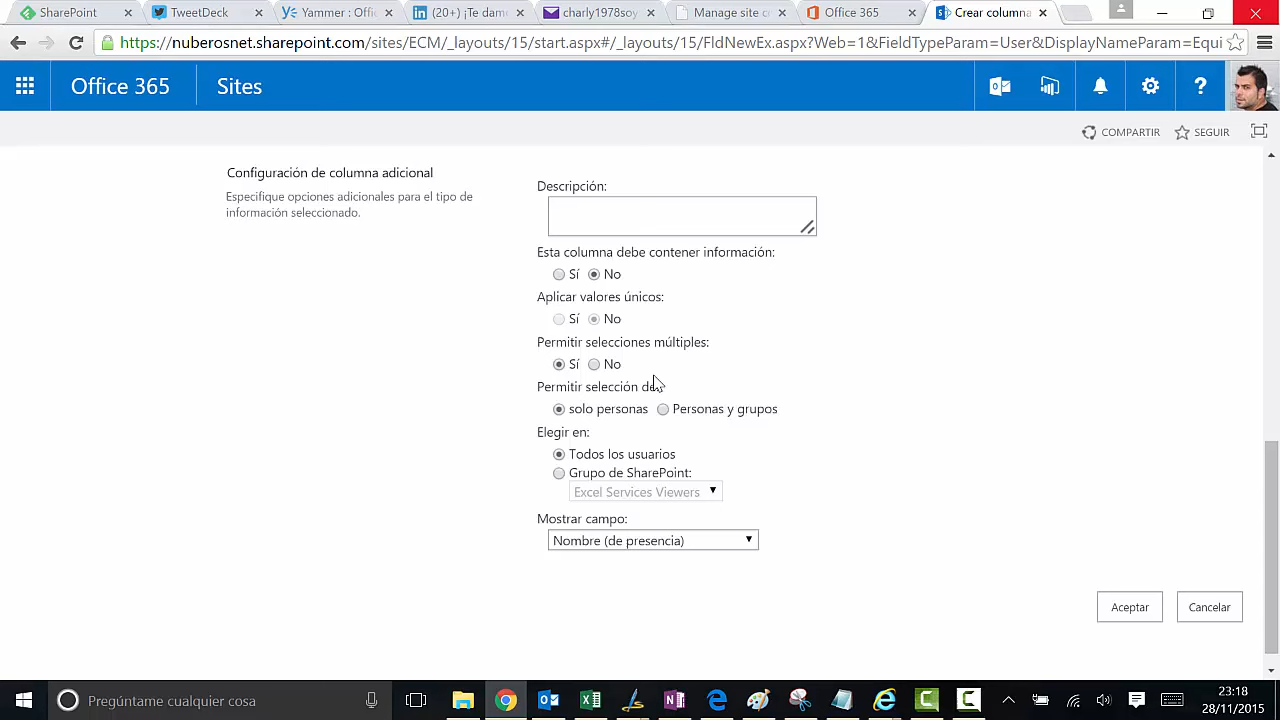 SharePoint
TweetDeck
Yammer : Offi
(20+) ¡Te dam
charly1978soy
Manage site c
Office 365
Crear columna
https://nuberosnet.sharepoint.com/sites/ECM/_layouts/15/start.aspx#/_layouts/15/FldNewEx.aspx?Web=1&FieldTypeParam=User&DisplayNameParam=Equi
Office 365
Sites
COMPARTIR
SEGUIR
Configuración de columna adicional
Especifique opciones adicionales para el tipo de
información seleccionado.
Descripción:
Esta columna debe contener información:
Sí No
Aplicar valores únicos:
Sí No
Permitir selecciones múltiples:
Sí No
Permitir selección de:
solo personas Personas y grupos
Elegir en:
Todos los usuarios
Grupo de SharePoint:
Excel Services Viewers
Mostrar campo:
Nombre (de presencia)
Aceptar
Cancelar
Pregúntame cualquier cosa
23:18
28/11/2015